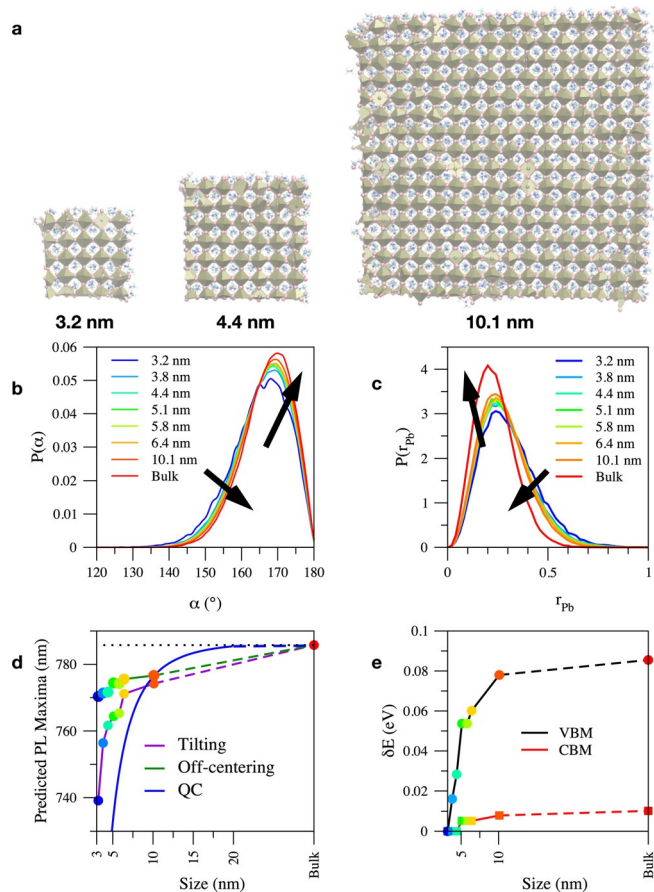 a
3.2 nm
4.4 nm
10.1 nm
b
0.06
0.05
0.04
0.03
0.02
0.01
0
P(α)
3.2 nm
3.8 nm
4.4 nm
5.1 nm
5.8 nm
6.4 nm
10.1 nm
Bulk
120 130 140 150 160 170 180
α (°)
c
4
3
2
1
0
P(rPb)
3.2 nm
3.8 nm
4.4 nm
5.1 nm
5.8 nm
6.4 nm
10.1 nm
Bulk
0 0.5 1
rPb
d
780
760
740
Predicted PL Maxima (nm)
Tilting
Off-centering
QC
3 5 10 15 20 Bulk
Size (nm)
e
0.1
0.08
0.06
0.04
0.02
0
δE (eV)
VBM
CBM
5 10 Bulk
Size (nm)